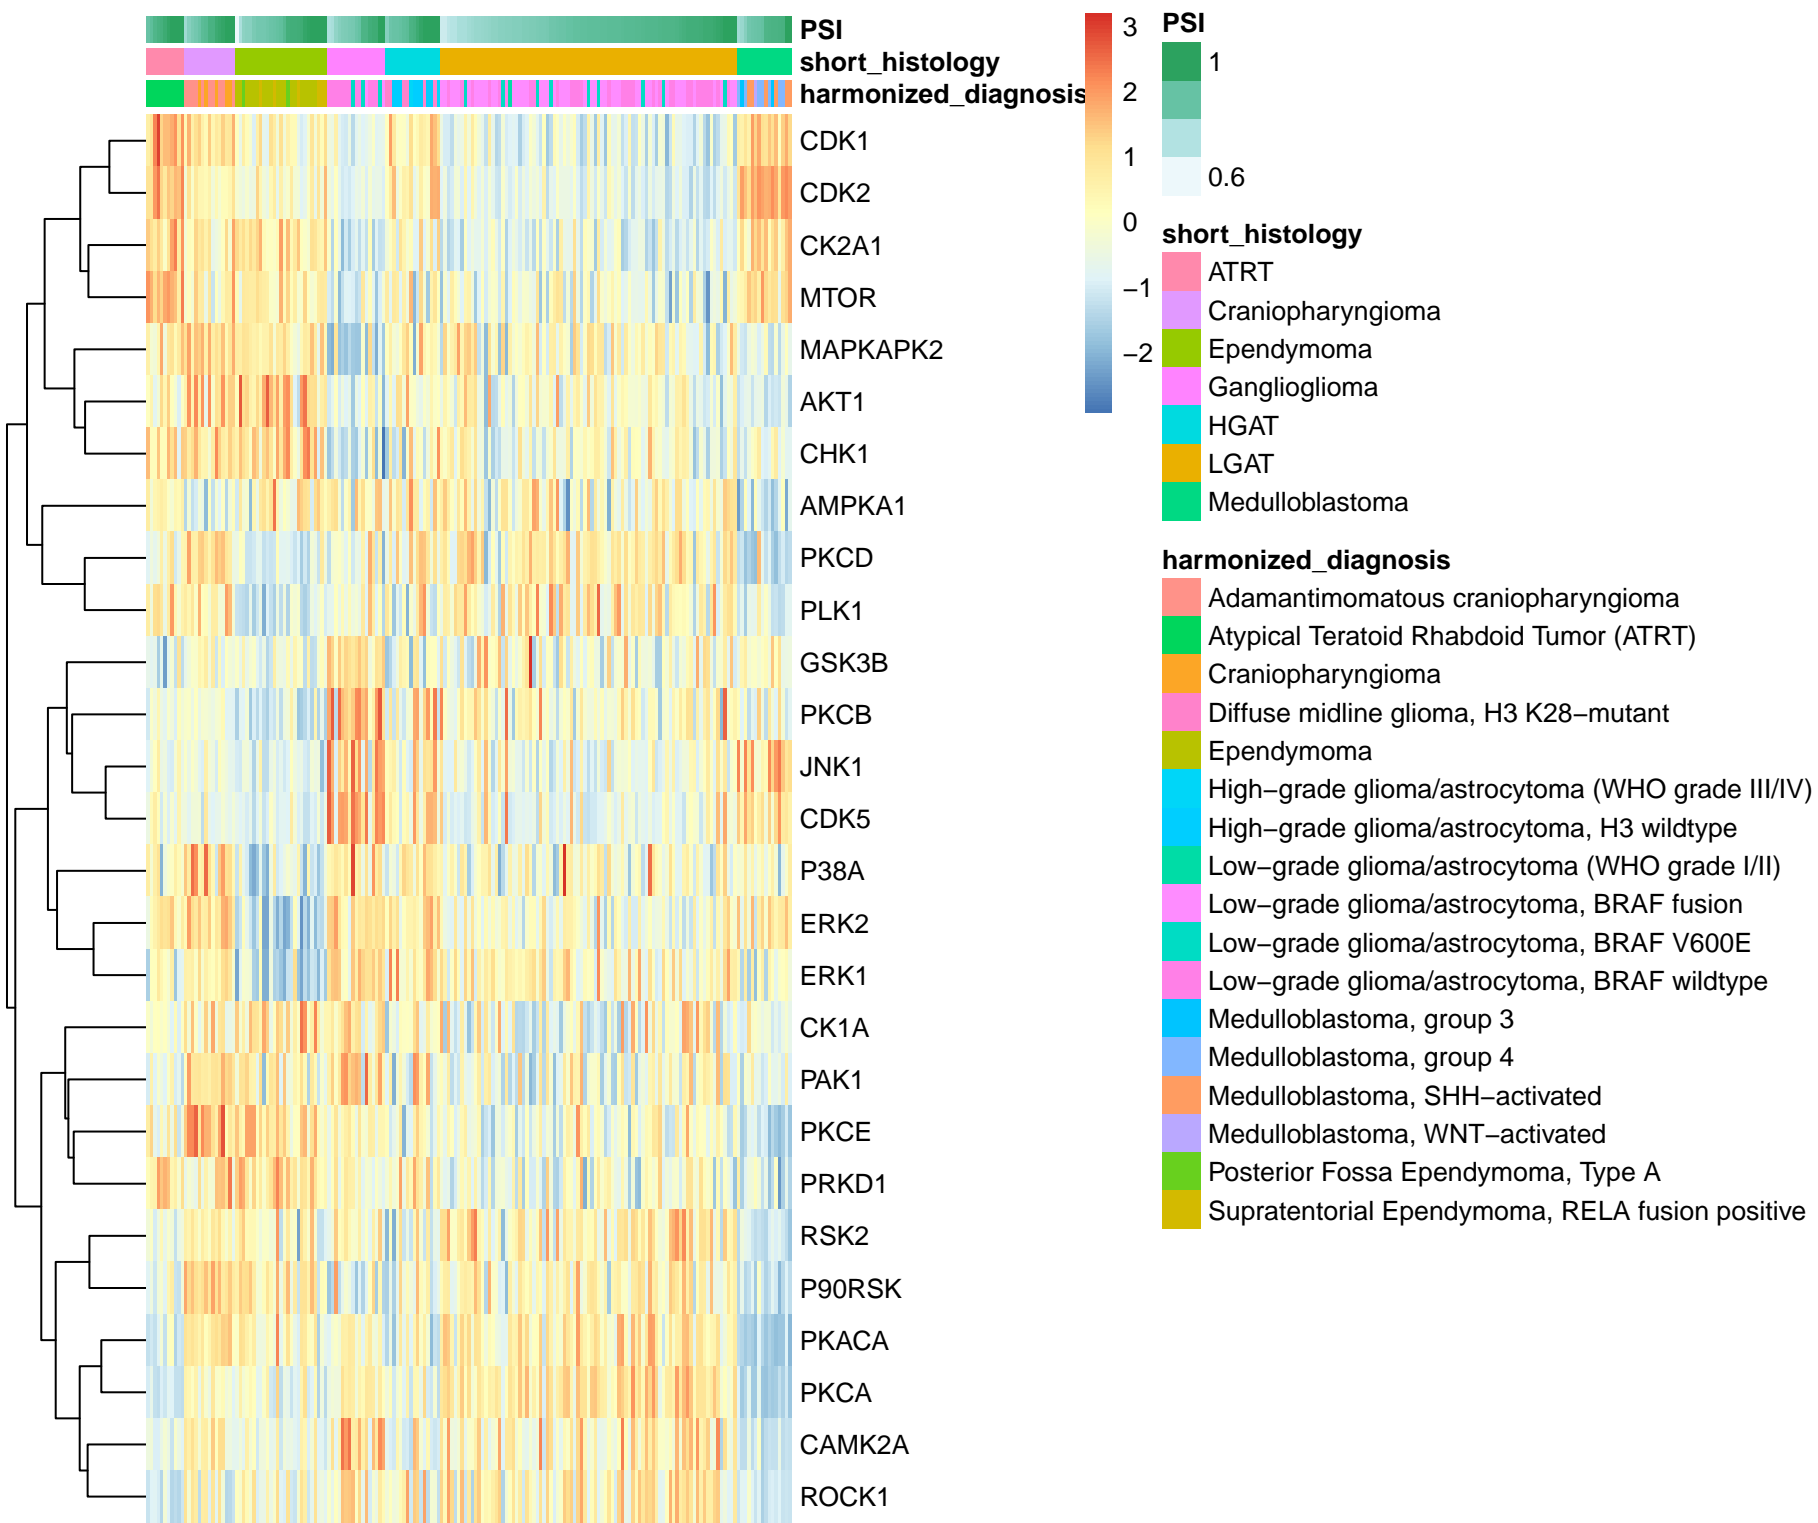 PSI
short_histology
harmonized_diagnosis
CDK1
CDK2
CK2A1
MTOR
MAPKAPK2
AKT1
CHK1
AMPKA1
PKCD
PLK1
GSK3B
PKCB
JNK1
CDK5
P38A
ERK2
ERK1
CK1A
PAK1
PKCE
PRKD1
RSK2
P90RSK
PKACA
PKCA
CAMK2A
ROCK1
3
2
1
0
−1
−2
PSI
1
0.6
short_histology
ATRT
Craniopharyngioma
Ependymoma
Ganglioglioma
HGAT
LGAT
Medulloblastoma
harmonized_diagnosis
Adamantimomatous craniopharyngioma
Atypical Teratoid Rhabdoid Tumor (ATRT)
Craniopharyngioma
Diffuse midline glioma, H3 K28−mutant
Ependymoma
High−grade glioma/astrocytoma (WHO grade III/IV)
High−grade glioma/astrocytoma, H3 wildtype
Low−grade glioma/astrocytoma (WHO grade I/II)
Low−grade glioma/astrocytoma, BRAF fusion
Low−grade glioma/astrocytoma, BRAF V600E
Low−grade glioma/astrocytoma, BRAF wildtype
Medulloblastoma, group 3
Medulloblastoma, group 4
Medulloblastoma, SHH−activated
Medulloblastoma, WNT−activated
Posterior Fossa Ependymoma, Type A
Supratentorial Ependymoma, RELA fusion positive